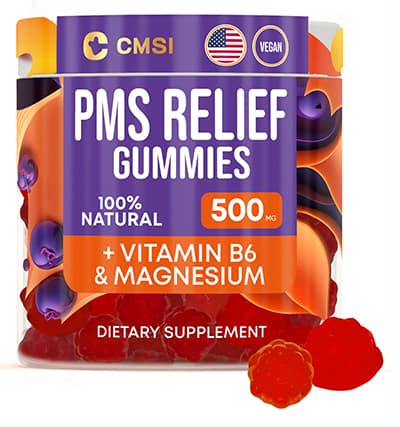 CMSI
VEGAN
PMS RELIEF
GUMMIES
100%
NATURAL
500 MG
+ VITAMIN B6
& MAGNESIUM
DIETARY SUPPLEMENT